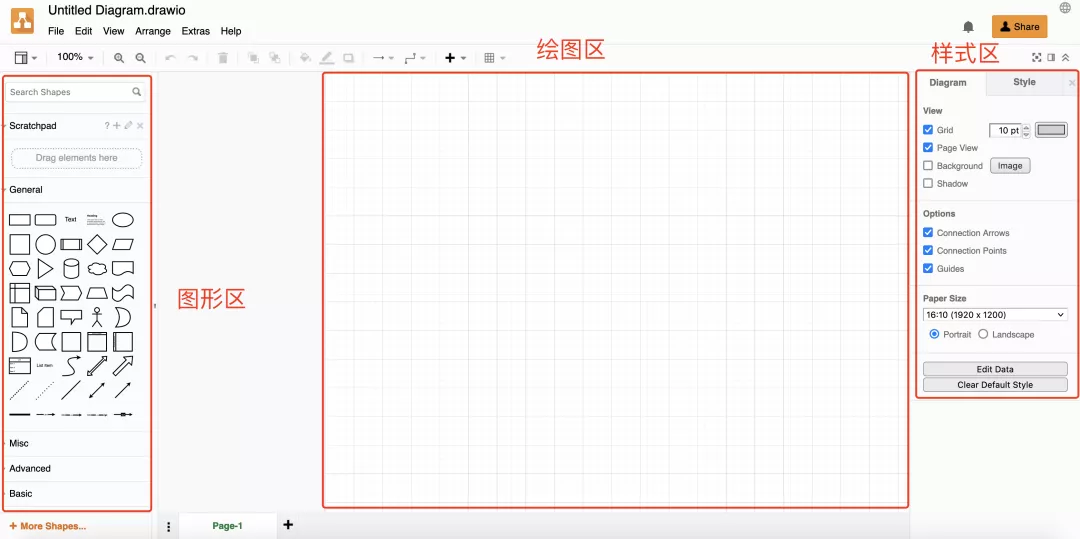 Untitled Diagram.drawio
File Edit View Arrange Extras Help
Share
100%
绘图区
样式区
Search Shapes
Scratchpad
?
Drag elements here
General
Text
Heading
List Item
Misc
Advanced
Basic
+ More Shapes...
图形区
Page-1
Diagram Style
View
Grid 10 pt
Page View
Background Image
Shadow
Options
Connection Arrows
Connection Points
Guides
Paper Size
16:10 (1920 x 1200)
Portrait Landscape
Edit Data
Clear Default Style